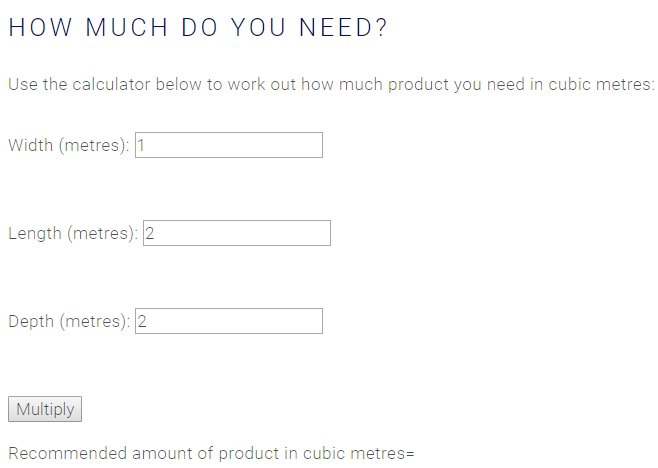 HOW MUCH DO YOU NEED?
Use the calculator below to work out how much product you need in cubic metres:
Width (metres): 1
Length (metres): 2
Depth (metres): 2
Multiply
Recommended amount of product in cubic metres=